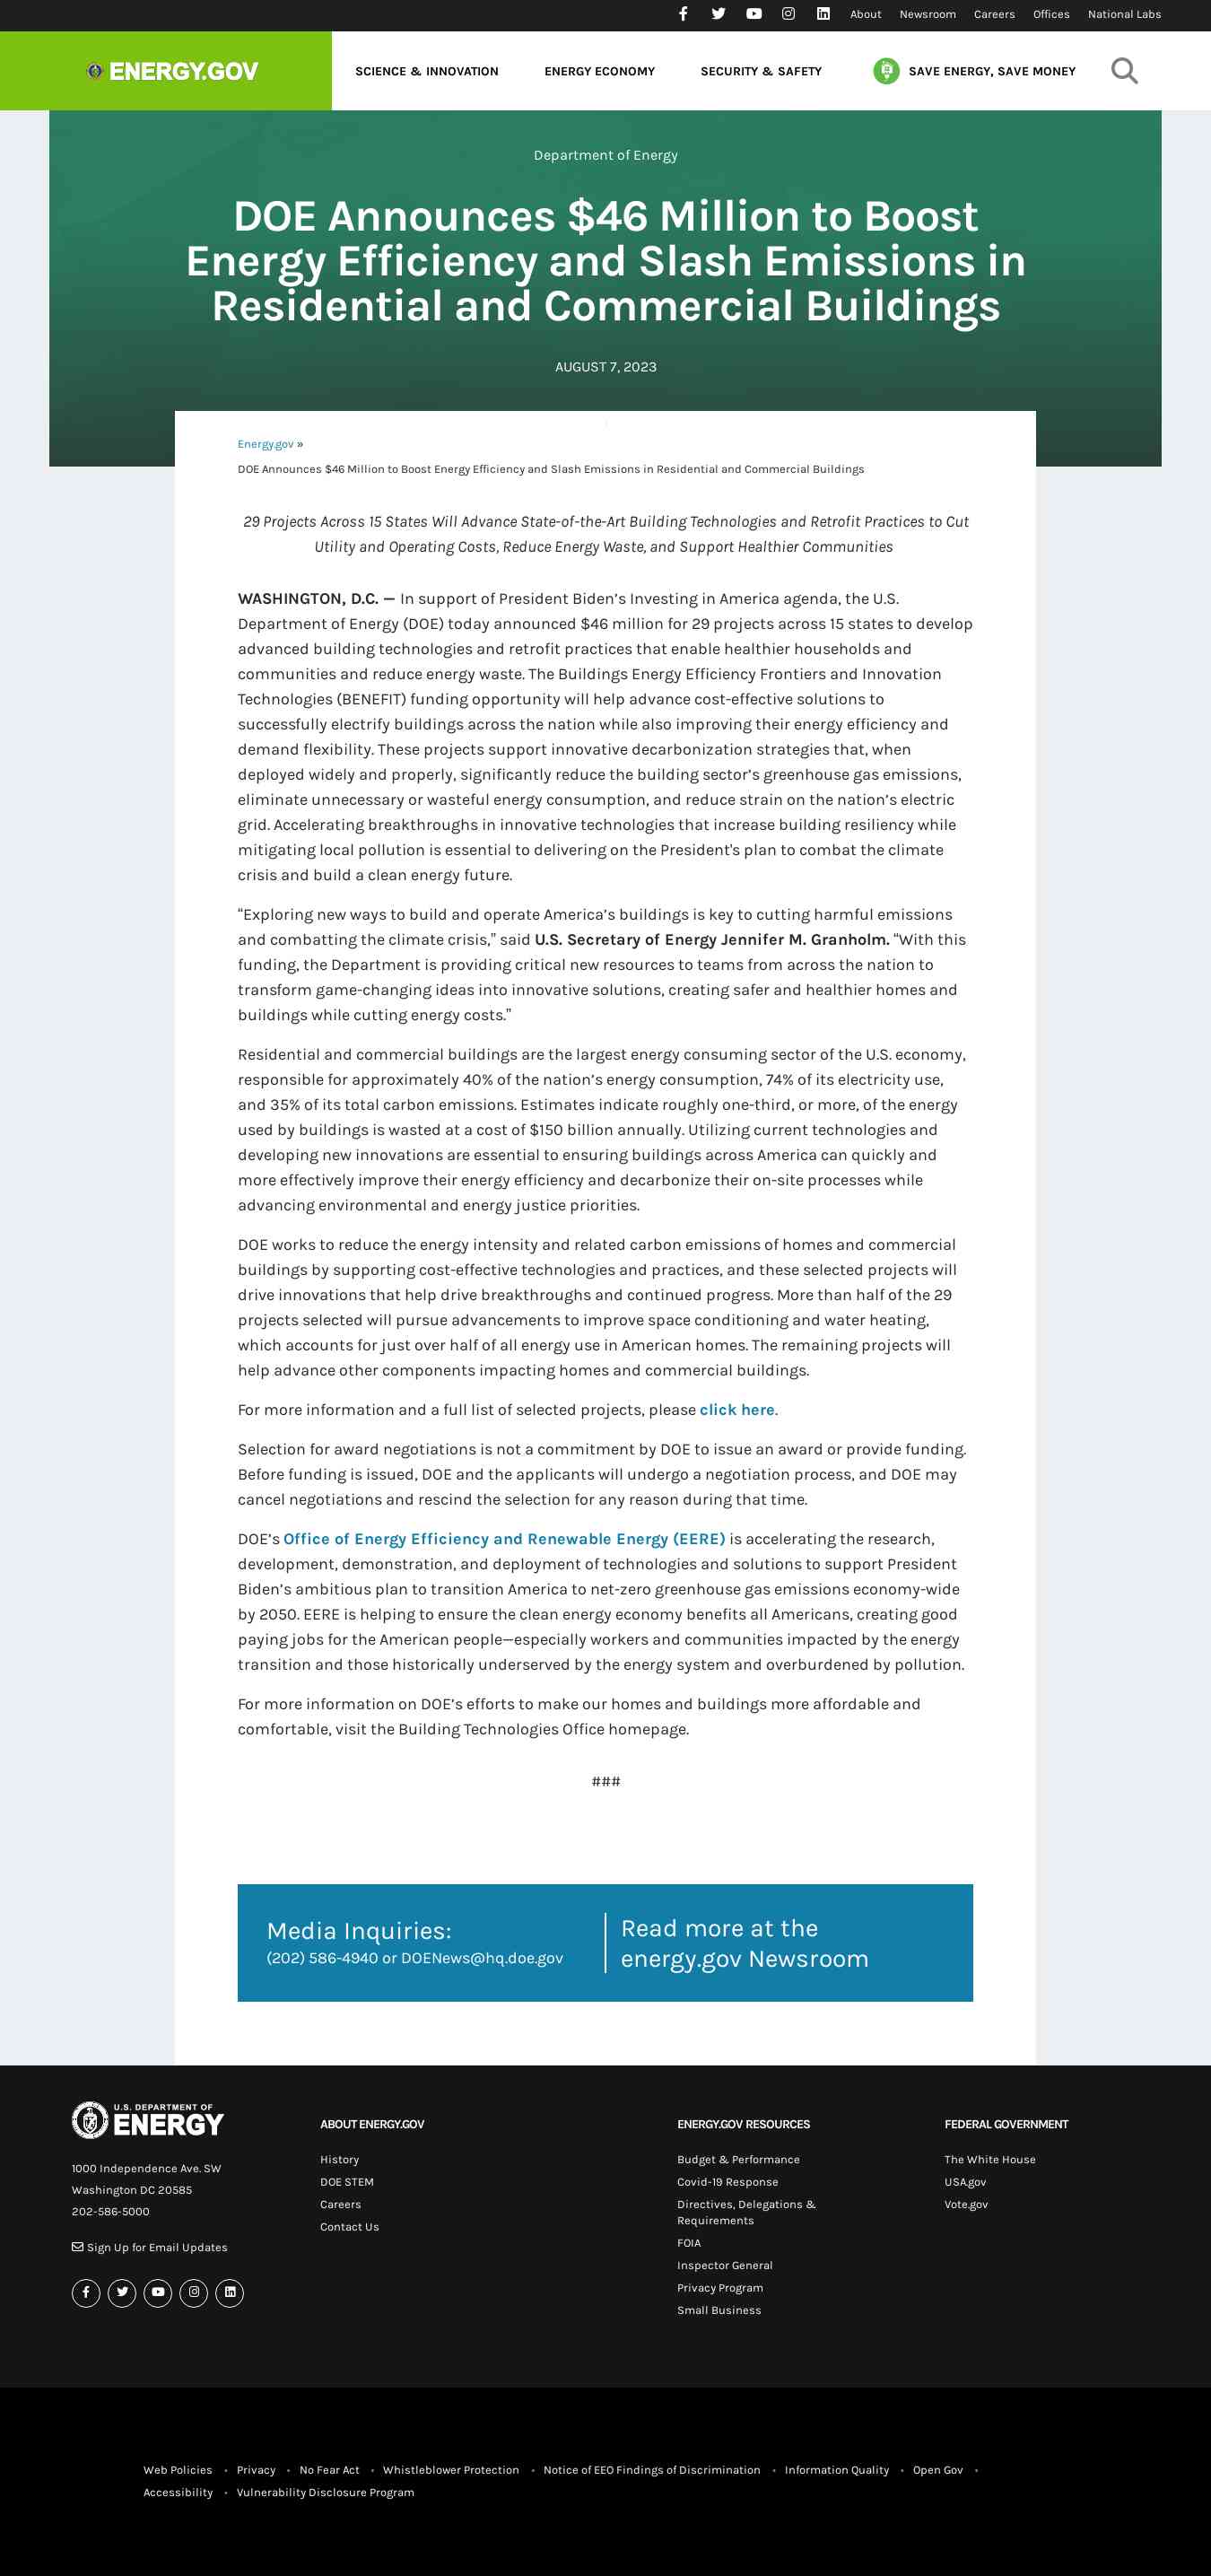 About Newsroom Careers Offices National Labs
ENERGY.GOV
SCIENCE & INNOVATION ENERGY ECONOMY SECURITY & SAFETY SAVE ENERGY, SAVE MONEY
Department of Energy
DOE Announces $46 Million to Boost
Energy Efficiency and Slash Emissions in
Residential and Commercial Buildings
AUGUST 7, 2023
Energy.gov »
DOE Announces $46 Million to Boost Energy Efficiency and Slash Emissions in Residential and Commercial Buildings
29 Projects Across 15 States Will Advance State-of-the-Art Building Technologies and Retrofit Practices to Cut
Utility and Operating Costs, Reduce Energy Waste, and Support Healthier Communities
WASHINGTON, D.C. — In support of President Biden’s Investing in America agenda, the U.S.
Department of Energy (DOE) today announced $46 million for 29 projects across 15 states to develop
advanced building technologies and retrofit practices that enable healthier households and
communities and reduce energy waste. The Buildings Energy Efficiency Frontiers and Innovation
Technologies (BENEFIT) funding opportunity will help advance cost-effective solutions to
successfully electrify buildings across the nation while also improving their energy efficiency and
demand flexibility. These projects support innovative decarbonization strategies that, when
deployed widely and properly, significantly reduce the building sector’s greenhouse gas emissions,
eliminate unnecessary or wasteful energy consumption, and reduce strain on the nation’s electric
grid. Accelerating breakthroughs in innovative technologies that increase building resiliency while
mitigating local pollution is essential to delivering on the President's plan to combat the climate
crisis and build a clean energy future.
“Exploring new ways to build and operate America’s buildings is key to cutting harmful emissions
and combatting the climate crisis,” said U.S. Secretary of Energy Jennifer M. Granholm. “With this
funding, the Department is providing critical new resources to teams from across the nation to
transform game-changing ideas into innovative solutions, creating safer and healthier homes and
buildings while cutting energy costs.”
Residential and commercial buildings are the largest energy consuming sector of the U.S. economy,
responsible for approximately 40% of the nation’s energy consumption, 74% of its electricity use,
and 35% of its total carbon emissions. Estimates indicate roughly one-third, or more, of the energy
used by buildings is wasted at a cost of $150 billion annually. Utilizing current technologies and
developing new innovations are essential to ensuring buildings across America can quickly and
more effectively improve their energy efficiency and decarbonize their on-site processes while
advancing environmental and energy justice priorities.
DOE works to reduce the energy intensity and related carbon emissions of homes and commercial
buildings by supporting cost-effective technologies and practices, and these selected projects will
drive innovations that help drive breakthroughs and continued progress. More than half of the 29
projects selected will pursue advancements to improve space conditioning and water heating,
which accounts for just over half of all energy use in American homes. The remaining projects will
help advance other components impacting homes and commercial buildings.
For more information and a full list of selected projects, please click here.
Selection for award negotiations is not a commitment by DOE to issue an award or provide funding.
Before funding is issued, DOE and the applicants will undergo a negotiation process, and DOE may
cancel negotiations and rescind the selection for any reason during that time.
DOE’s Office of Energy Efficiency and Renewable Energy (EERE) is accelerating the research,
development, demonstration, and deployment of technologies and solutions to support President
Biden’s ambitious plan to transition America to net-zero greenhouse gas emissions economy-wide
by 2050. EERE is helping to ensure the clean energy economy benefits all Americans, creating good
paying jobs for the American people—especially workers and communities impacted by the energy
transition and those historically underserved by the energy system and overburdened by pollution.
For more information on DOE’s efforts to make our homes and buildings more affordable and
comfortable, visit the Building Technologies Office homepage.
###
Media Inquiries:
(202) 586-4940 or DOENews@hq.doe.gov
Read more at the
energy.gov Newsroom
U.S. DEPARTMENT OF
ENERGY
1000 Independence Ave. SW
Washington DC 20585
202-586-5000
Sign Up for Email Updates
ABOUT ENERGY.GOV
History
DOE STEM
Careers
Contact Us
ENERGY.GOV RESOURCES
Budget & Performance
Covid-19 Response
Directives, Delegations &
Requirements
FOIA
Inspector General
Privacy Program
Small Business
FEDERAL GOVERNMENT
The White House
USA.gov
Vote.gov
Web Policies • Privacy • No Fear Act • Whistleblower Protection • Notice of EEO Findings of Discrimination • Information Quality • Open Gov •
Accessibility • Vulnerability Disclosure Program